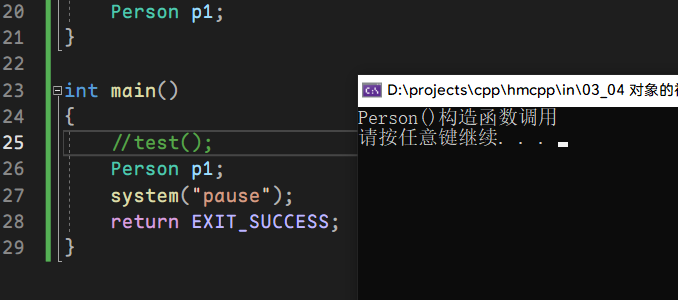 20 Person p1;
21 }
22
23 int main()
24 {
25 //test();
26 Person p1;
27 system("pause");
28 return EXIT_SUCCESS;
29 }
D:\projects\cpp\hmcpp\in\03_04 对象的
Person()构造函数调用
请按任意键继续. . .